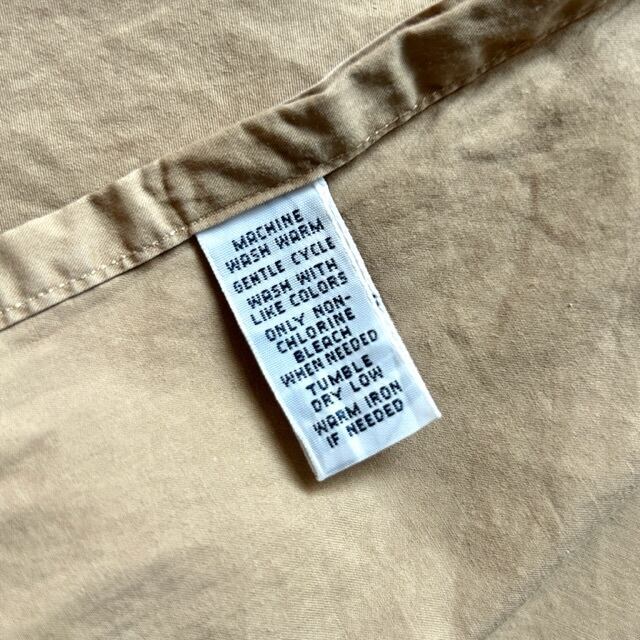 MACHINE
WASH WARM
GENTLE CYCLE
WASH WITH
LIKE COLORS
ONLY NON-
CHLORINE
BLEACH
WHEN NEEDED
TUMBLE
DRY LOW
WARM IRON
IF NEEDED